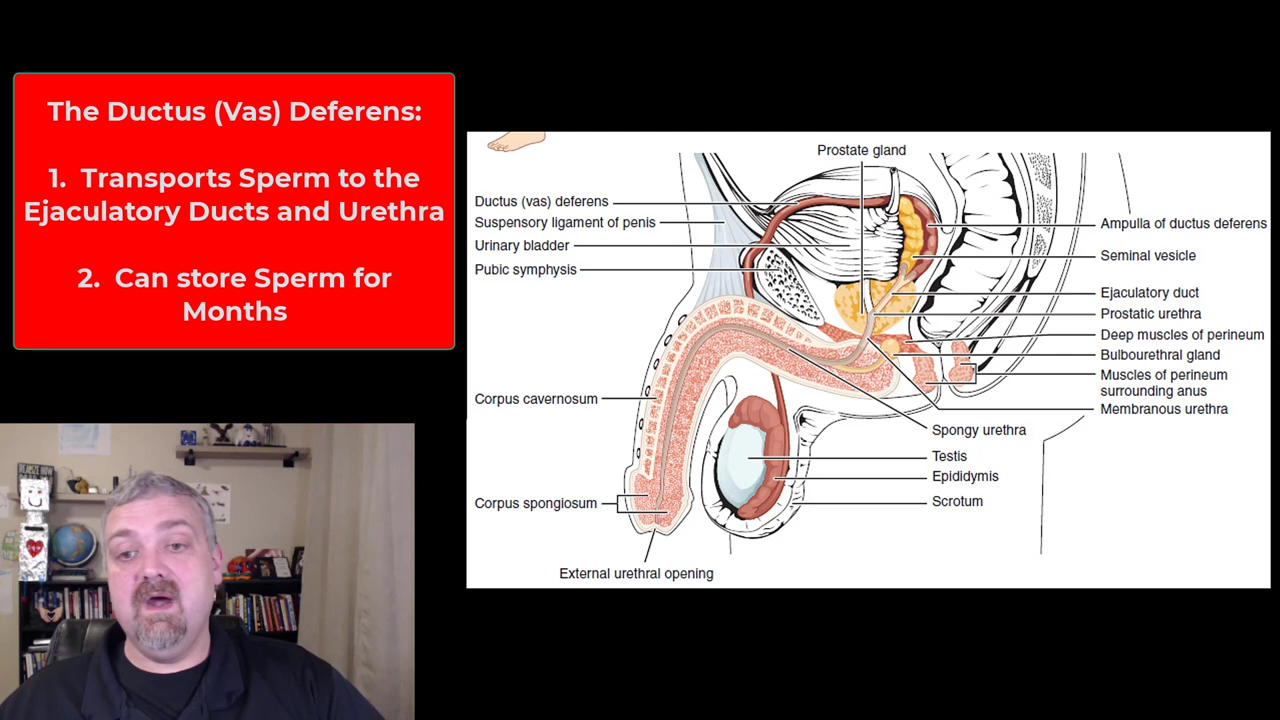 The Ductus (Vas) Deferens:
1. Transports Sperm to the
Ejaculatory Ducts and Urethra
2. Can store Sperm for
Months
Prostate gland
Ductus (vas) deferens
Suspensory ligament of penis
Urinary bladder
Pubic symphysis
Corpus cavernosum
Corpus spongiosum
External urethral opening
Ampulla of ductus deferens
Seminal vesicle
Ejaculatory duct
Prostatic urethra
Deep muscles of perineum
Bulbourethral gland
Muscles of perineum
surrounding anus
Membranous urethra
Spongy urethra
Testis
Epididymis
Scrotum